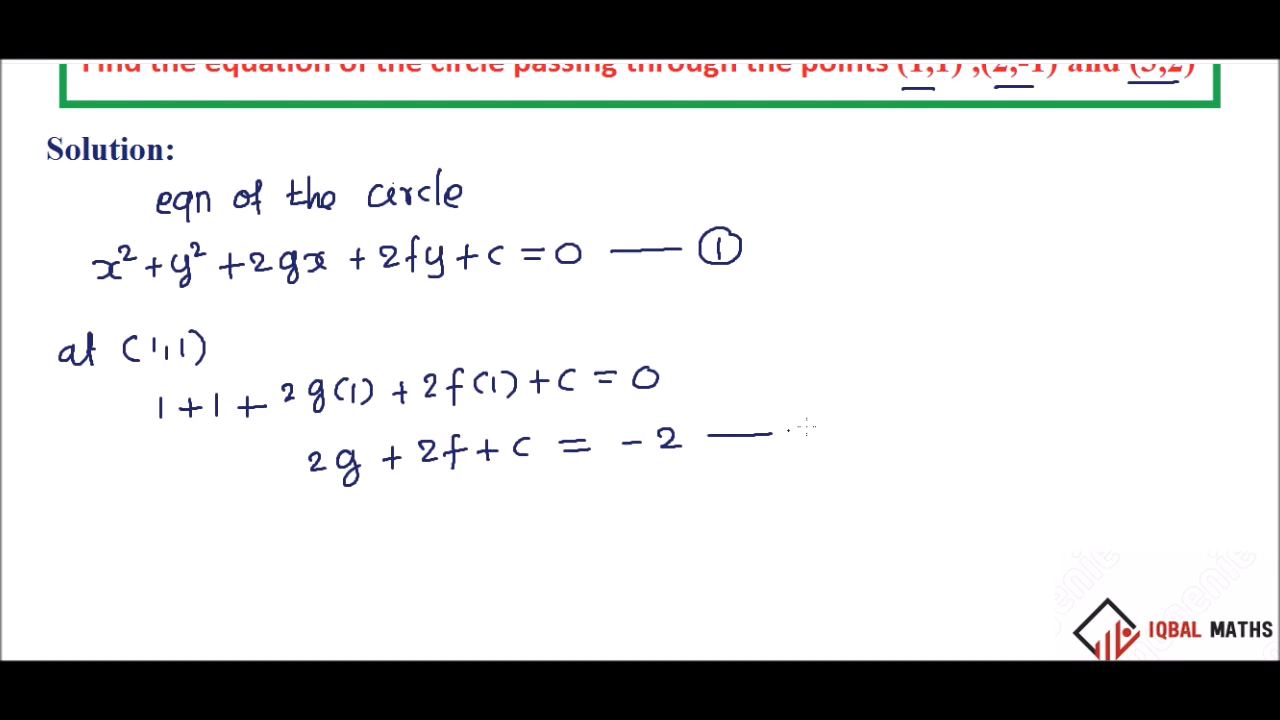 Find the equation of the circle passing through the points (1,1) ,(2,-1) and (3,2)
Solution:
eqn of the circle
x² + y² + 2gx + 2fy + c = 0 —— ①
at (1,1)
1 + 1 + 2g(1) + 2f(1) + c = 0
2g + 2f + c = -2 ——
IQBAL MATHS